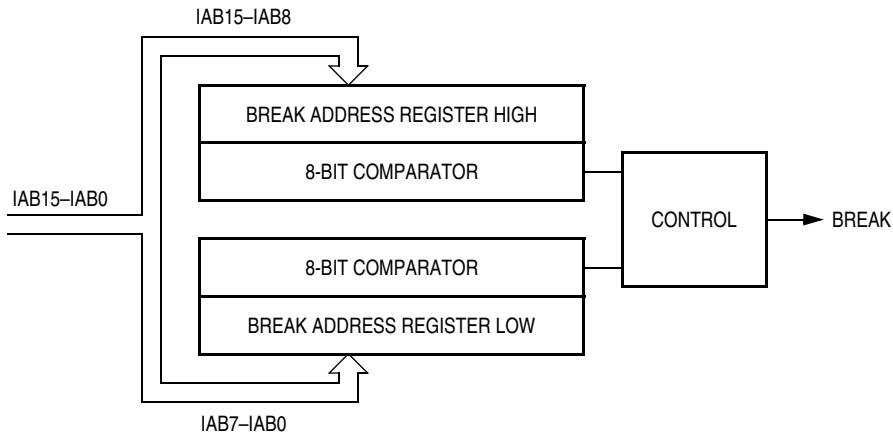 IAB15–IAB8
BREAK ADDRESS REGISTER HIGH
8-BIT COMPARATOR
IAB15–IAB0
CONTROL
BREAK
8-BIT COMPARATOR
BREAK ADDRESS REGISTER LOW
IAB7–IAB0